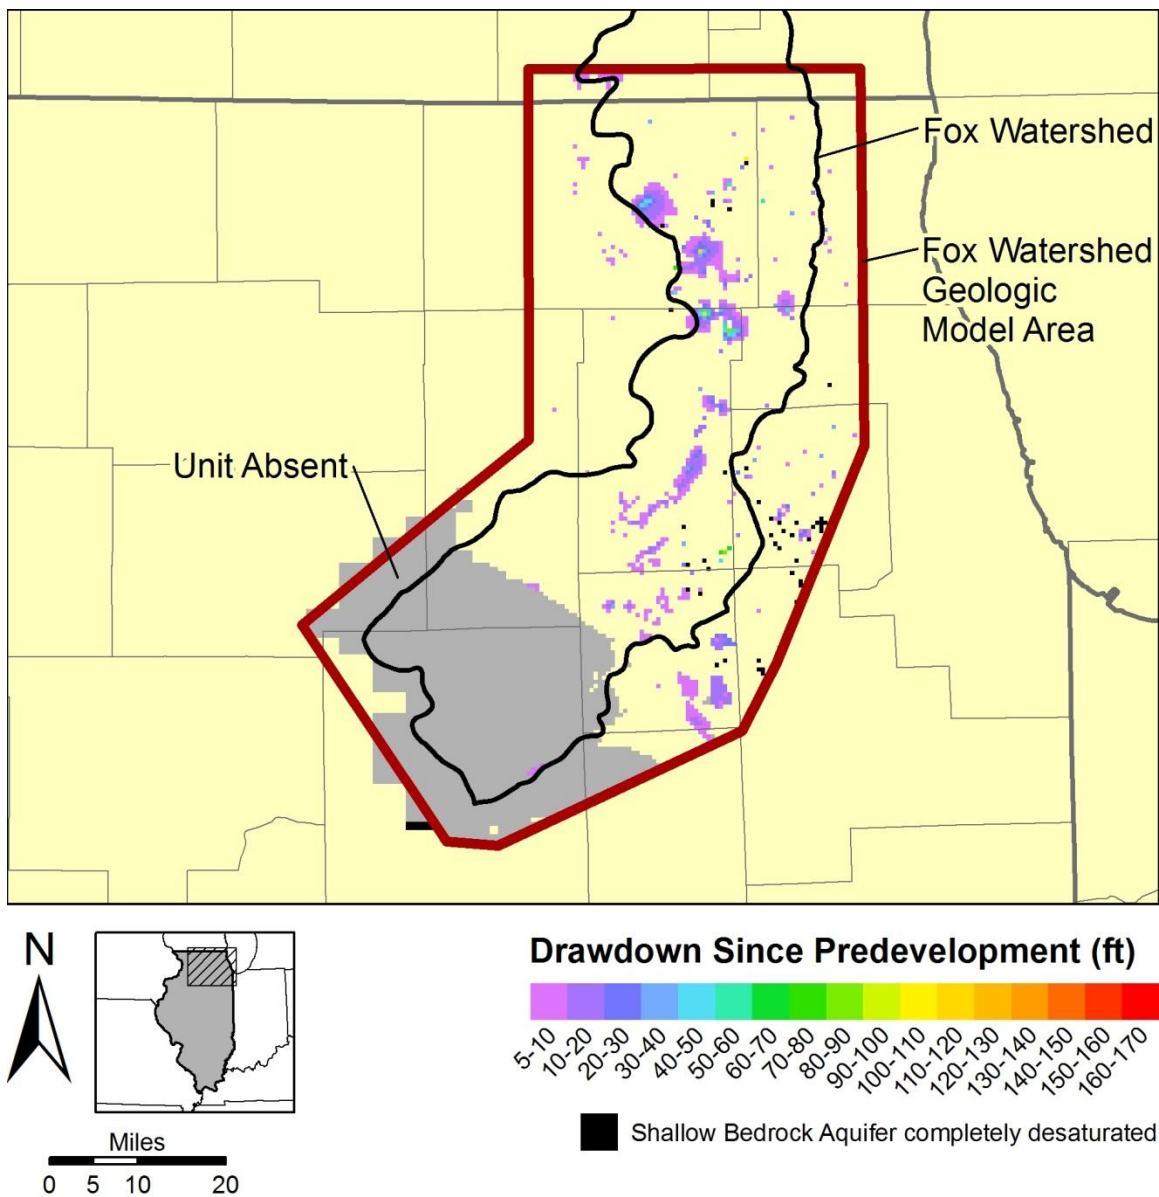 Fox Watershed
Fox Watershed
Geologic
Model Area
Unit Absent
N
Drawdown Since Predevelopment (ft)
5-10
10-20
20-30
30-40
40-50
50-60
60-70
70-80
80-90
90-100
100-110
110-120
120-130
130-140
140-150
150-160
160-170
Shallow Bedrock Aquifer completely desaturated
Miles
0 5 10 20